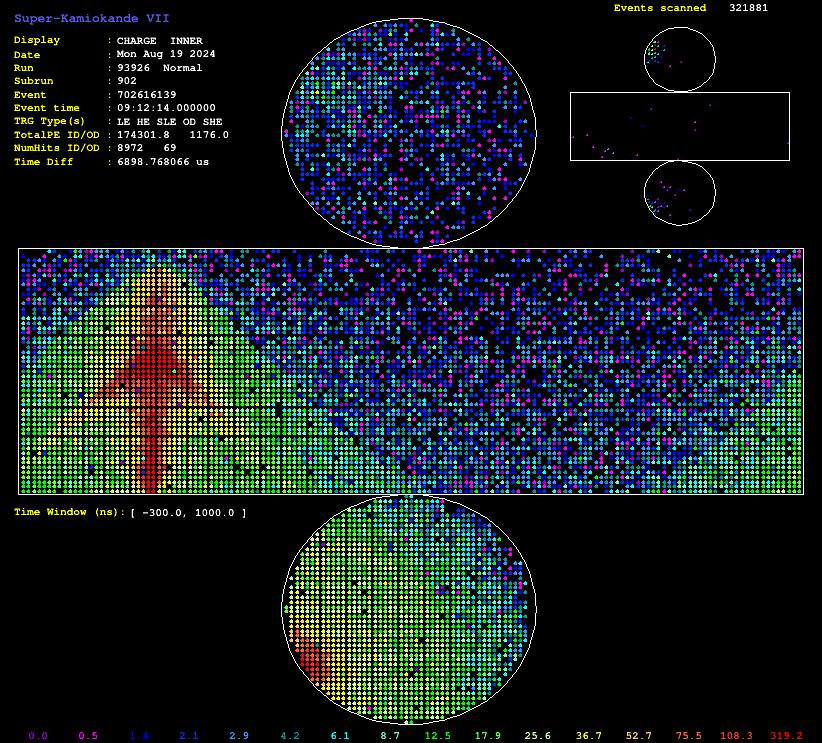 Super-Kamiokande VII
Events scanned 321881
Display : CHARGE INNER
Date : Mon Aug 19 2024
Run : 93926 Normal
Subrun : 902
Event : 702616139
Event time : 09:12:14.000000
TRG Type(s) : LE HE SLE OD SHE
TotalPE ID/OD : 174301.8 1176.0
NumHits ID/OD : 8972 69
Time Diff : 6898.768066 us
Time Window (ns): [ -300.0, 1000.0 ]
0.0 0.5 1.4 2.1 2.9 4.2 6.1 8.7 12.5 17.9 25.6 36.7 52.7 75.5 108.3 319.2